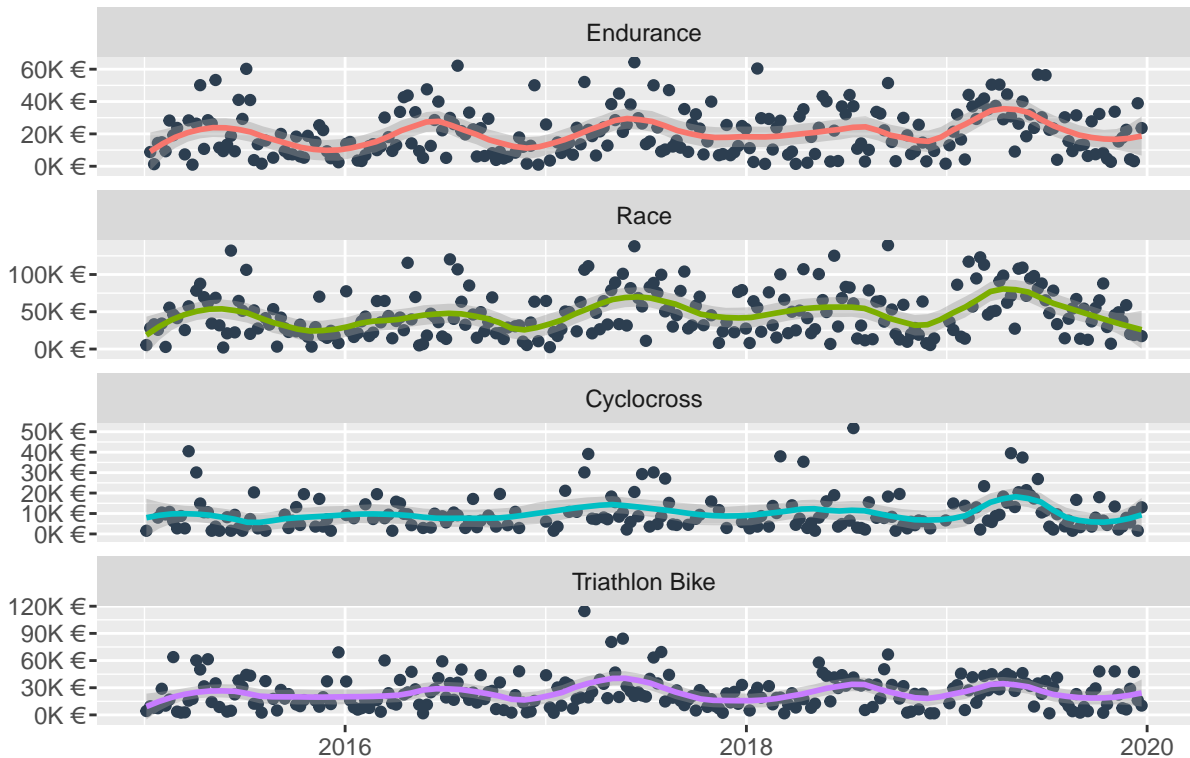 Endurance
60K €
40K €
20K €
0K €
Race
100K €
50K €
0K €
Cyclocross
50K €
40K €
30K €
20K €
10K €
0K €
Triathlon Bike
120K €
90K €
60K €
30K €
0K €
2016 2018 2020